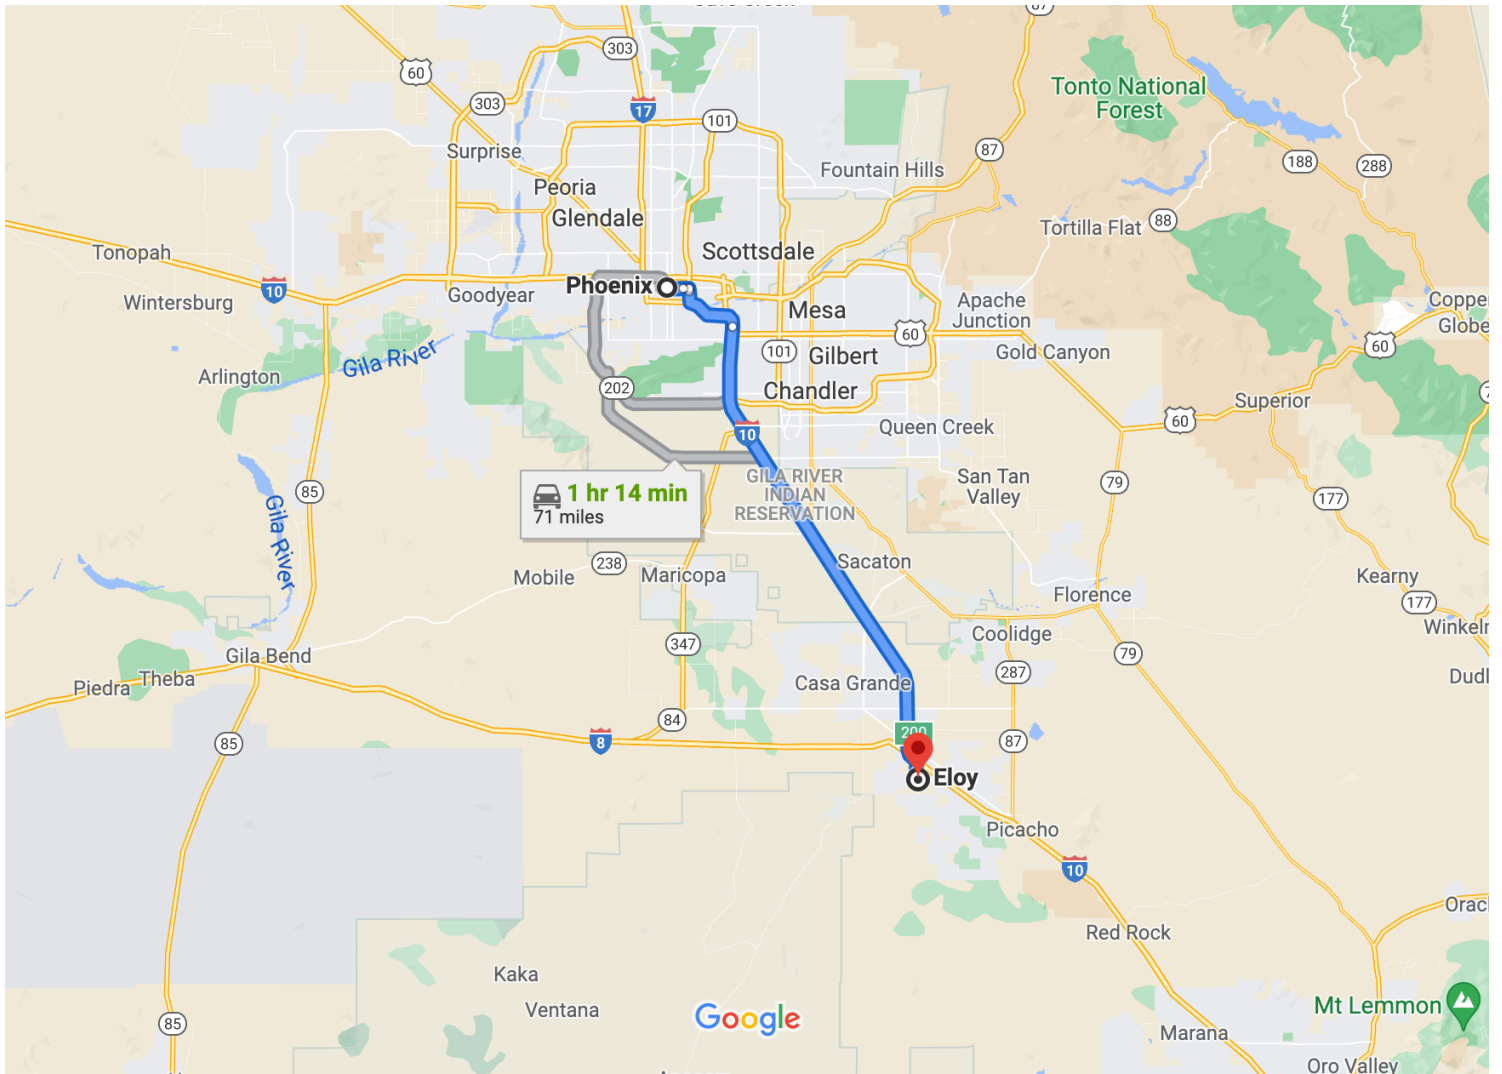 87
303
60
Tonto National
Forest
303
17
101
Surprise
87
188
288
Fountain Hills
Peoria
Glendale
88
Tortilla Flat
Tonopah
Scottsdale
10
Phoenix
Wintersburg
Goodyear
Mesa
Apache
Junction
Copper
Globe
60
60
Gila River
101
Gilbert
Gold Canyon
Arlington
202
Chandler
Superior
60
10
Queen Creek
GILA RIVER
INDIAN
RESERVATION
San Tan
Valley
79
85
1 hr 14 min
71 miles
177
Gila River
238
Mobile
Maricopa
Sacaton
Kearny
Florence
177
Coolidge
347
79
Gila Bend
Theba
Piedra
Casa Grande
287
84
200
85
8
87
Eloy
Picacho
10
Red Rock
Kaka
Ventana
Google
85
Mt Lemmon
Marana
Oro Valley